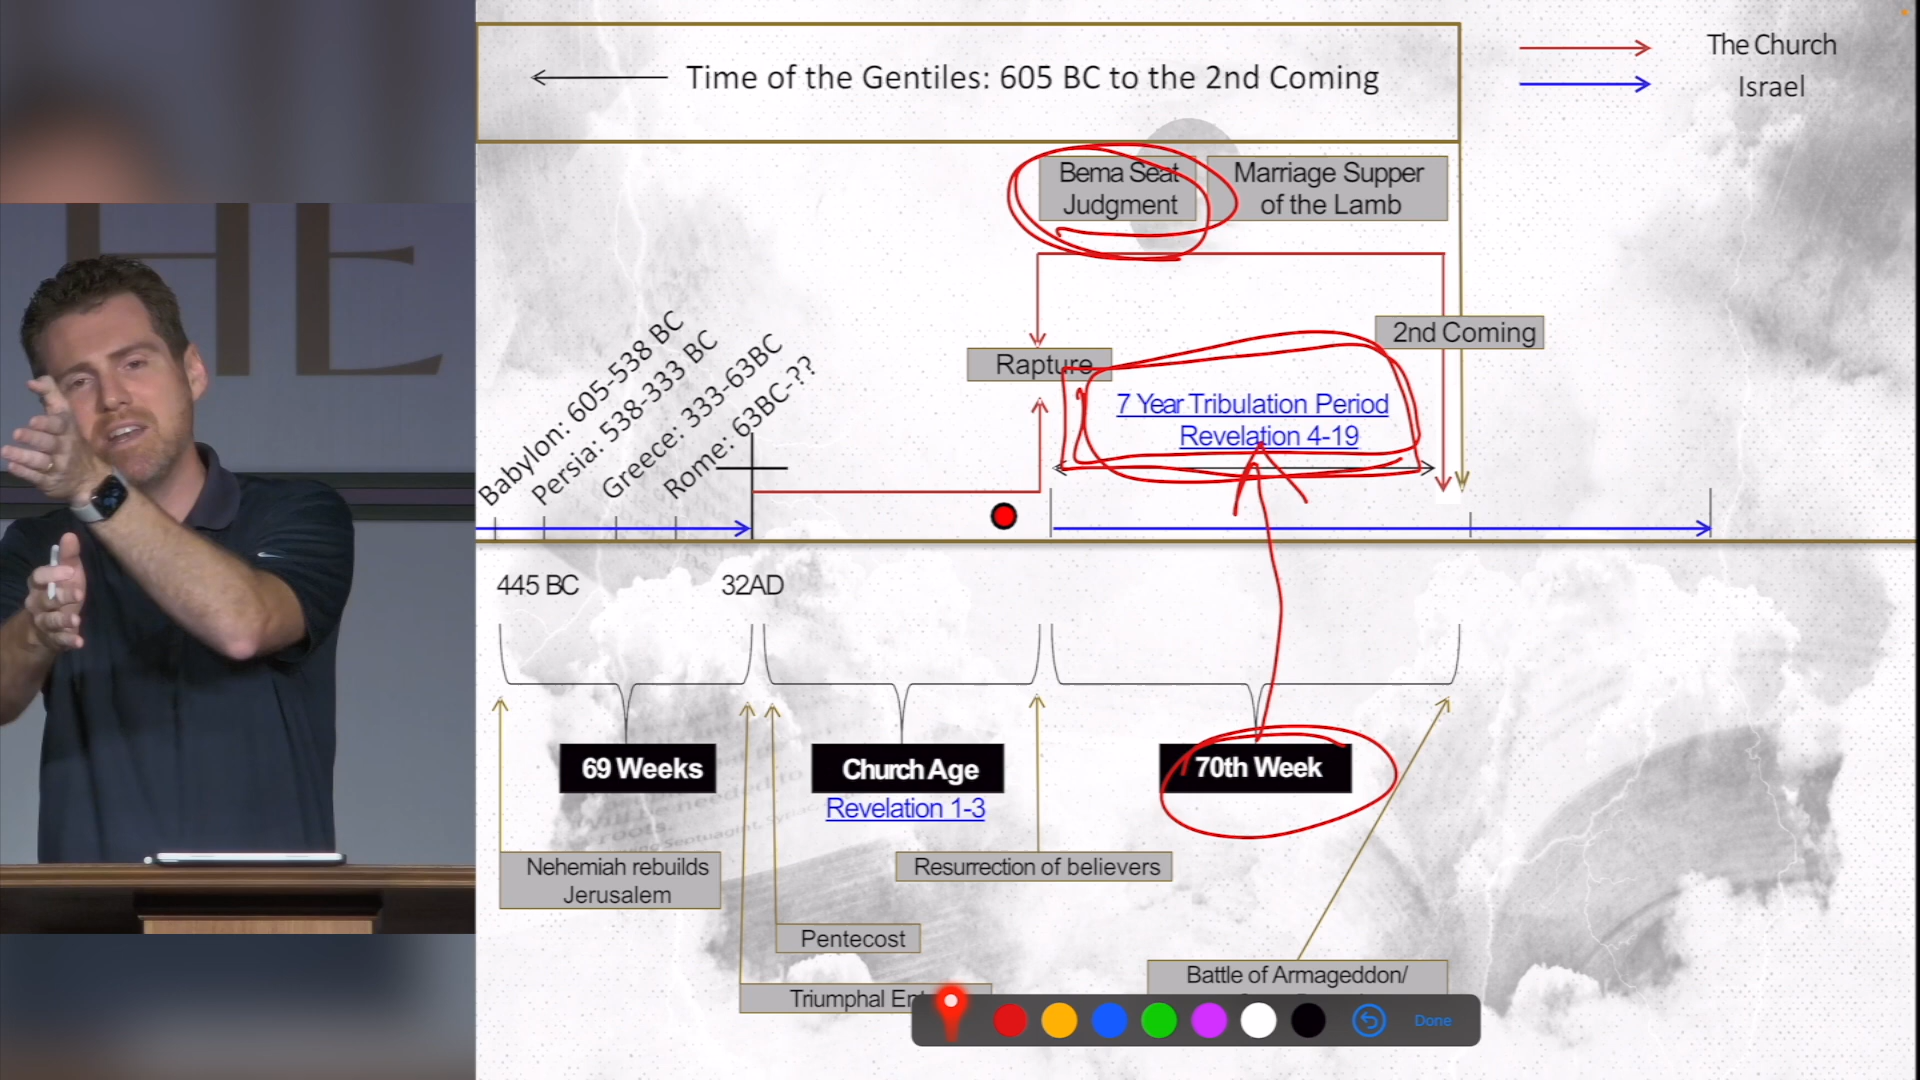 HE
Time of the Gentiles: 605 BC to the 2nd Coming
The Church
Israel
Bema Seat
Judgment
Marriage Supper
of the Lamb
2nd Coming
Rapture
7 Year Tribulation Period
Revelation 4-19
Babylon: 605-538 BC
Persia: 538-333 BC
Greece: 333-63BC
Rome: 63BC-??
445 BC
32AD
69 Weeks
Church Age
Revelation 1-3
70th Week
Nehemiah rebuilds
Jerusalem
Resurrection of believers
Pentecost
Triumphal
Battle of Armageddon/
Done